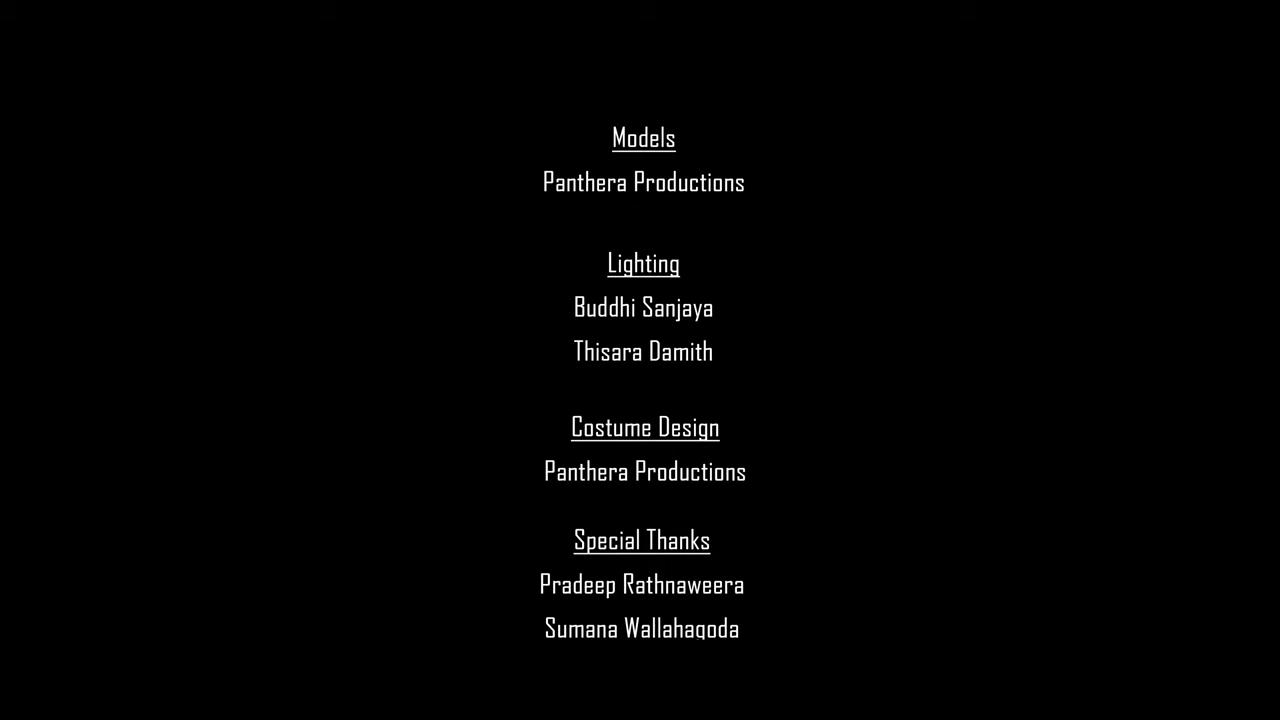 Models
Panthera Productions
Lighting
Buddhi Sanjaya
Thisara Damith
Costume Design
Panthera Productions
Special Thanks
Pradeep Rathnaweera
Sumana Wallahagoda